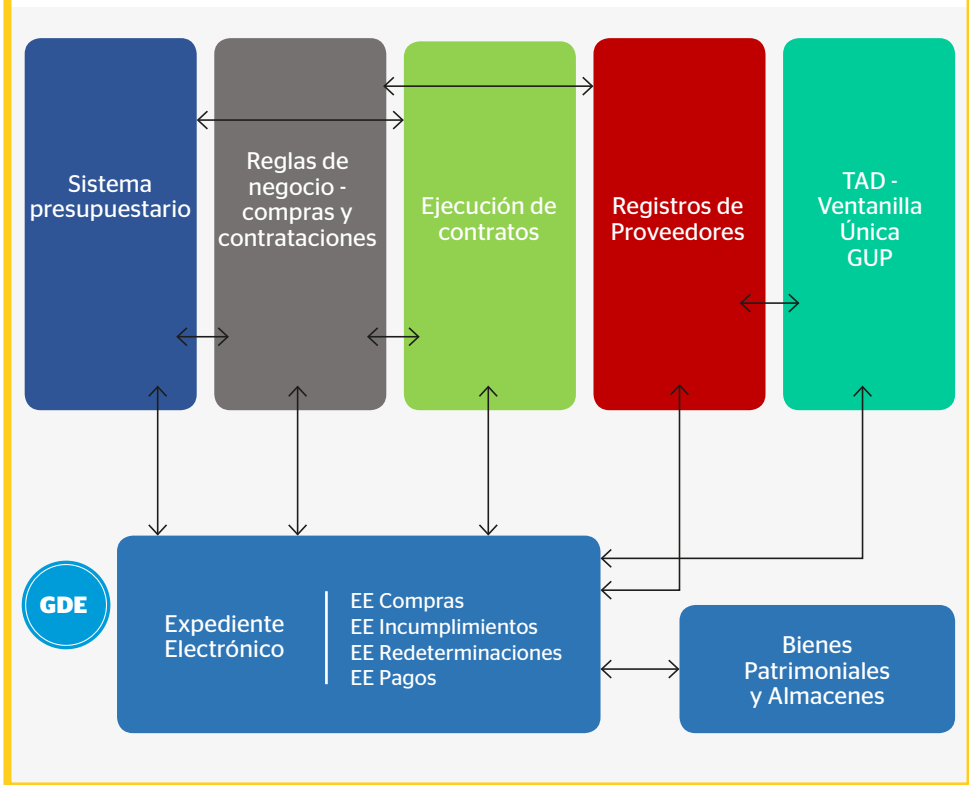 Sistema
presupuestario
Reglas de
negocio -
compras y
contrataciones
Ejecución de
contratos
Registros de
Proveedores
TAD -
Ventanilla
Única
GUP
GDE
Expediente
Electrónico
EE Compras
EE Incumplimientos
EE Redeterminaciones
EE Pagos
Bienes
Patrimoniales
y Almacenes